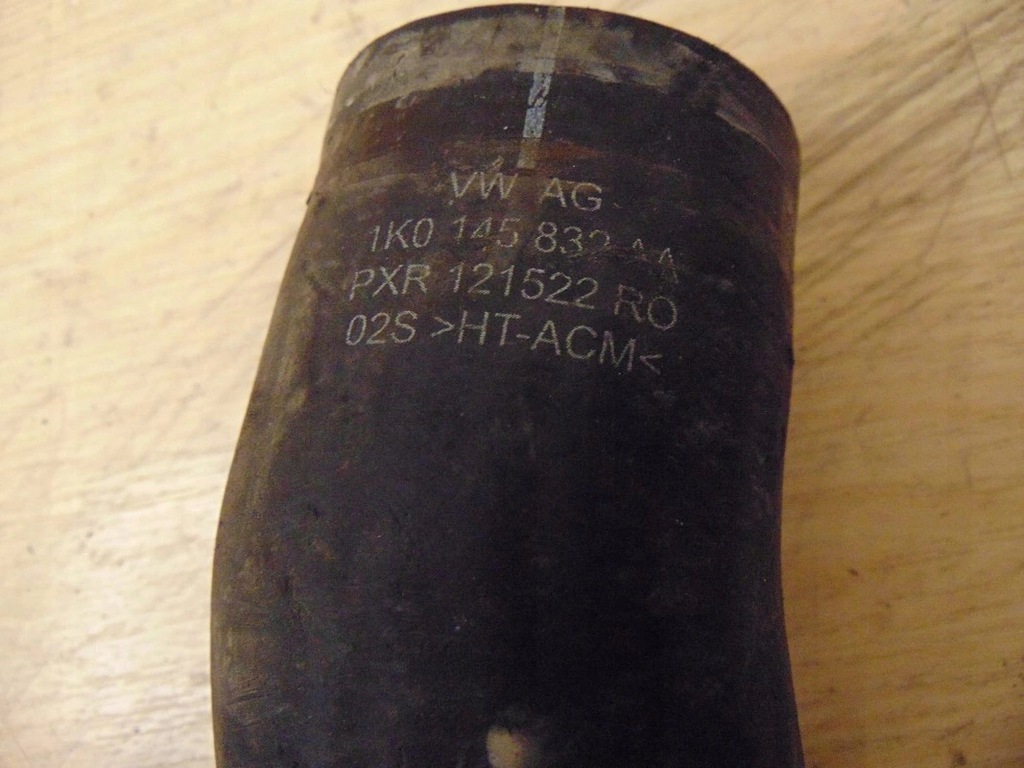 VW AG
1K0 145 832 AA
PXR 121522 RO
02S >HT-ACM<